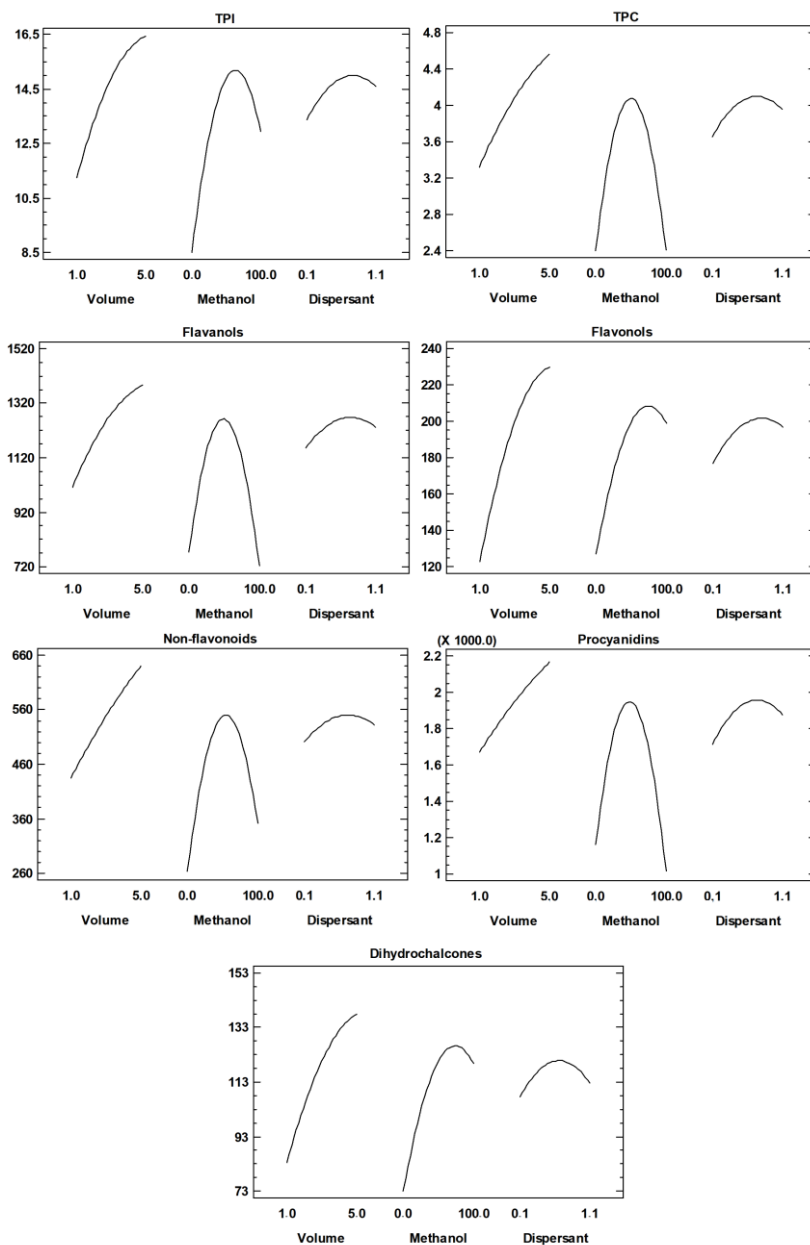 TPI
16.5
14.5
12.5
10.5
8.5
1.0 5.0 0.0 100.0 0.1 1.1
Volume Methanol Dispersant
TPC
4.8
4.4
4
3.6
3.2
2.8
2.4
1.0 5.0 0.0 100.0 0.1 1.1
Volume Methanol Dispersant
Flavanols
1520
1320
1120
920
720
1.0 5.0 0.0 100.0 0.1 1.1
Volume Methanol Dispersant
Flavonols
240
220
200
180
160
140
120
1.0 5.0 0.0 100.0 0.1 1.1
Volume Methanol Dispersant
Non-flavonoids
660
560
460
360
260
1.0 5.0 0.0 100.0 0.1 1.1
Volume Methanol Dispersant
(X 1000.0) Procyanidins
2.2
2
1.8
1.6
1.4
1.2
1
1.0 5.0 0.0 100.0 0.1 1.1
Volume Methanol Dispersant
Dihydrochalcones
153
133
113
93
73
1.0 5.0 0.0 100.0 0.1 1.1
Volume Methanol Dispersant